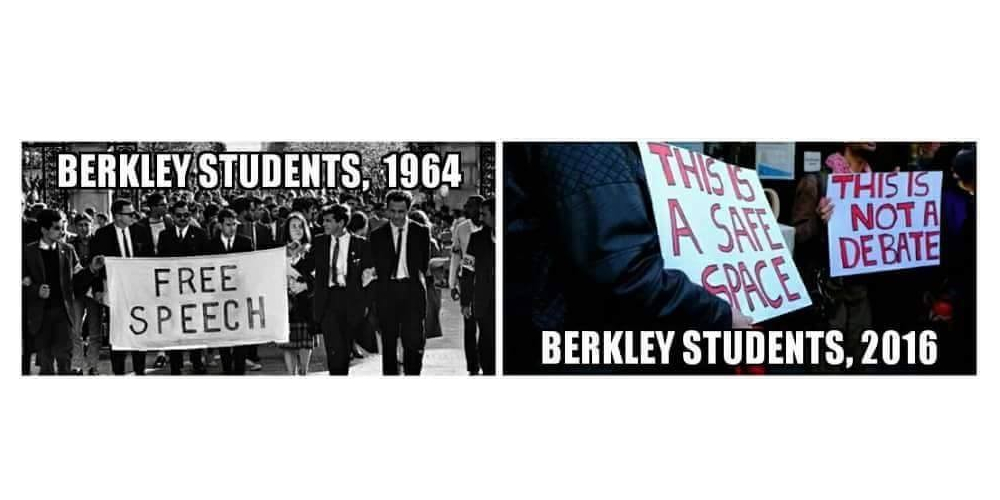 BERKLEY STUDENTS, 1964
FREE
SPEECH
THIS IS
A SAFE
SPACE
THIS IS
NOT A
DEBATE
BERKLEY STUDENTS, 2016